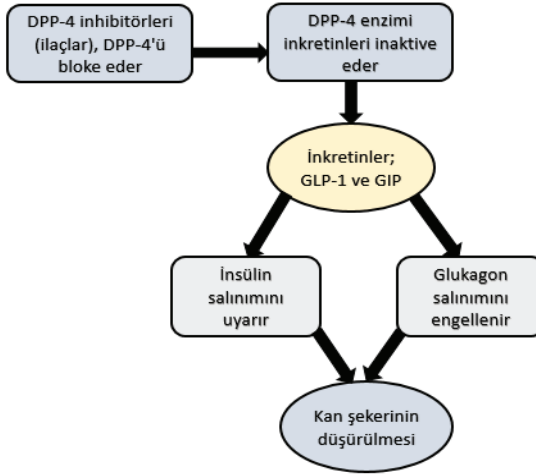 DPP-4 inhibitörleri
(ilaçlar), DPP-4'ü
bloke eder
DPP-4 enzimi
inkretinleri inaktive
eder
İnkretinler;
GLP-1 ve GIP
İnsülin
salınımını
uyarır
Glukagon
salınımını
engellenir
Kan şekerinin
düşürülmesi